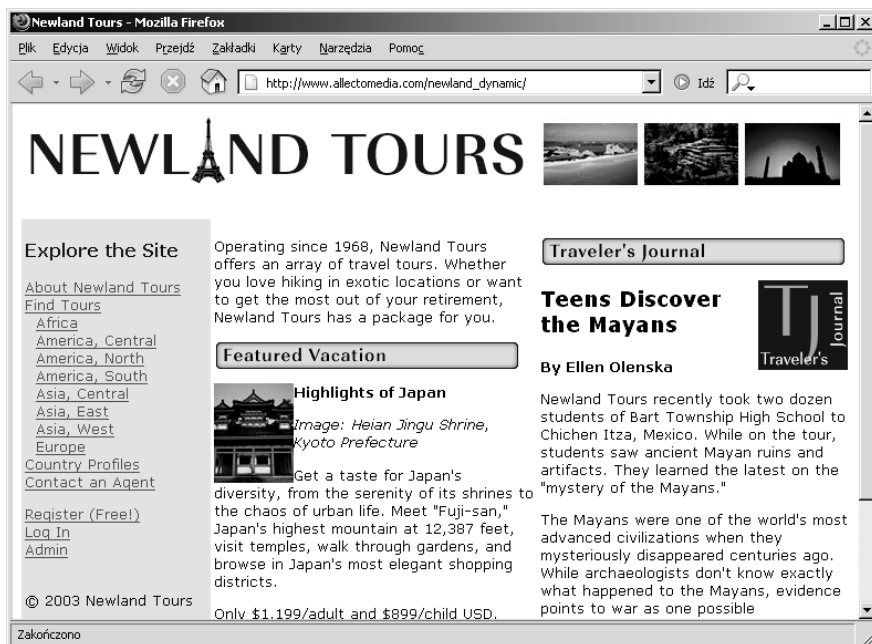 Newland Tours - Mozilla Firefox
Plik Edycja Widok Przejdź Zakładki Karty Narzędzia Pomoc
http://www.allectomedia.com/newland_dynamic/ Idź
NEWLAND TOURS
Explore the Site
About Newland Tours
Find Tours
Africa
America, Central
America, North
America, South
Asia, Central
Asia, East
Asia, West
Europe
Country Profiles
Contact an Agent
Register (Free!)
Log In
Admin
© 2003 Newland Tours
Operating since 1968, Newland Tours
offers an array of travel tours. Whether
you love hiking in exotic locations or want
to get the most out of your retirement,
Newland Tours has a package for you.
Featured Vacation
Highlights of Japan
Image: Heian Jingu Shrine,
Kyoto Prefecture
Get a taste for Japan's
diversity, from the serenity of its shrines to
the chaos of urban life. Meet "Fuji-san,"
Japan's highest mountain at 12,387 feet,
visit temples, walk through gardens, and
browse in Japan's most elegant shopping
districts.
Only $1,199/adult and $899/child USD.
Traveler's Journal
Teens Discover
the Mayans
TJ
Journal
Traveler's
By Ellen Olenska
Newland Tours recently took two dozen
students of Bart Township High School to
Chichen Itza, Mexico. While on the tour,
students saw ancient Mayan ruins and
artifacts. They learned the latest on the
"mystery of the Mayans."
The Mayans were one of the world's most
advanced civilizations when they
mysteriously disappeared centuries ago.
While archaeologists don't know exactly
what happened to the Mayans, evidence
points to war as one possible
Zakończono